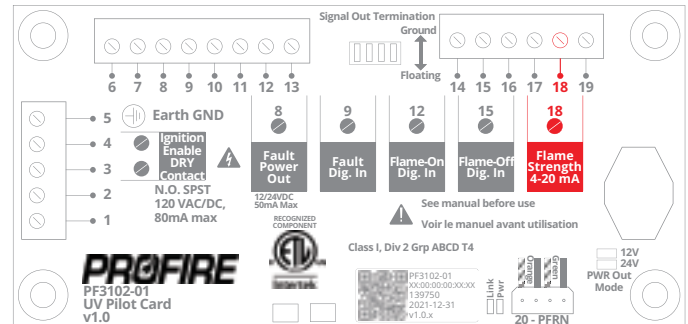 Signal Out Termination
Ground
Floating
6 7 8 9 10 11 12 13
14 15 16 17 18 19
5
4
3
2
1
Earth GND
Ignition
Enable
DRY
Contact
N.O. SPST
120 VAC/DC,
80mA max
8
Fault
Power
Out
12/24VDC
50mA Max
9
Fault
Dig. In
12
Flame-On
Dig. In
15
Flame-Off
Dig. In
18
Flame
Strength
4-20 mA
See manual before use
Voir le manuel avant utilisation
RECOGNIZED
COMPONENT
ETL
Intertek
Class I, Div 2 Grp ABCD T4
PROFIRE
PF3102-01
UV Pilot Card
v1.0
PF3102-01
XX:00:00:00:XX:XX
139750
2021-12-31
v1.0.x
Link
Pwr
Orange
Green
20 - PFRN
12V
24V
PWR Out
Mode